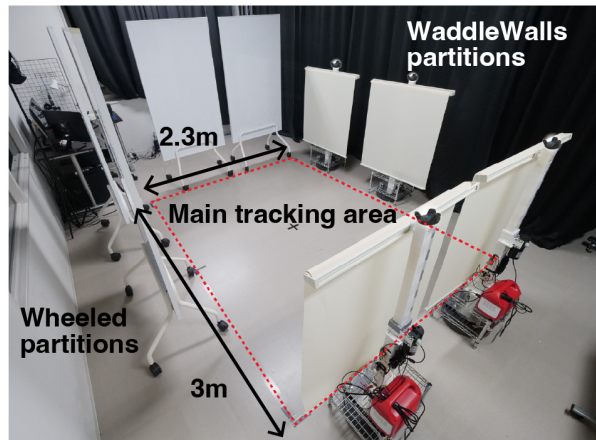 WaddleWalls
partitions
2.3m
Main tracking area
Wheeled
partitions
3m